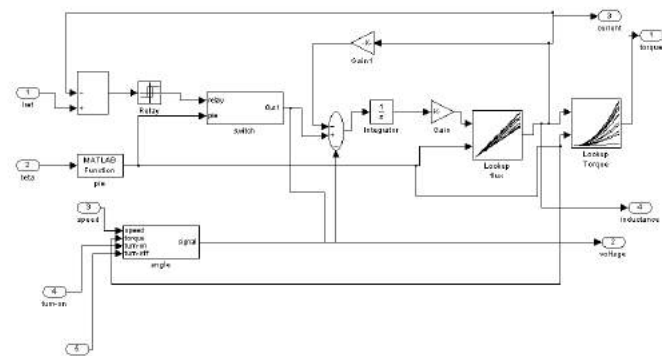 3
current
1
torque
-K-
Gain1
1
Iref
Relay
relay
pie
Out1
switch
1
s
Integrator
-K-
Gain
Lookup
flux
Lookup
Torque
2
teta
MATLAB
Function
pie
3
speed
speed
torque
turn-on
turn-off
signal
angle
4
inductance
2
voltage
4
turn-on
5